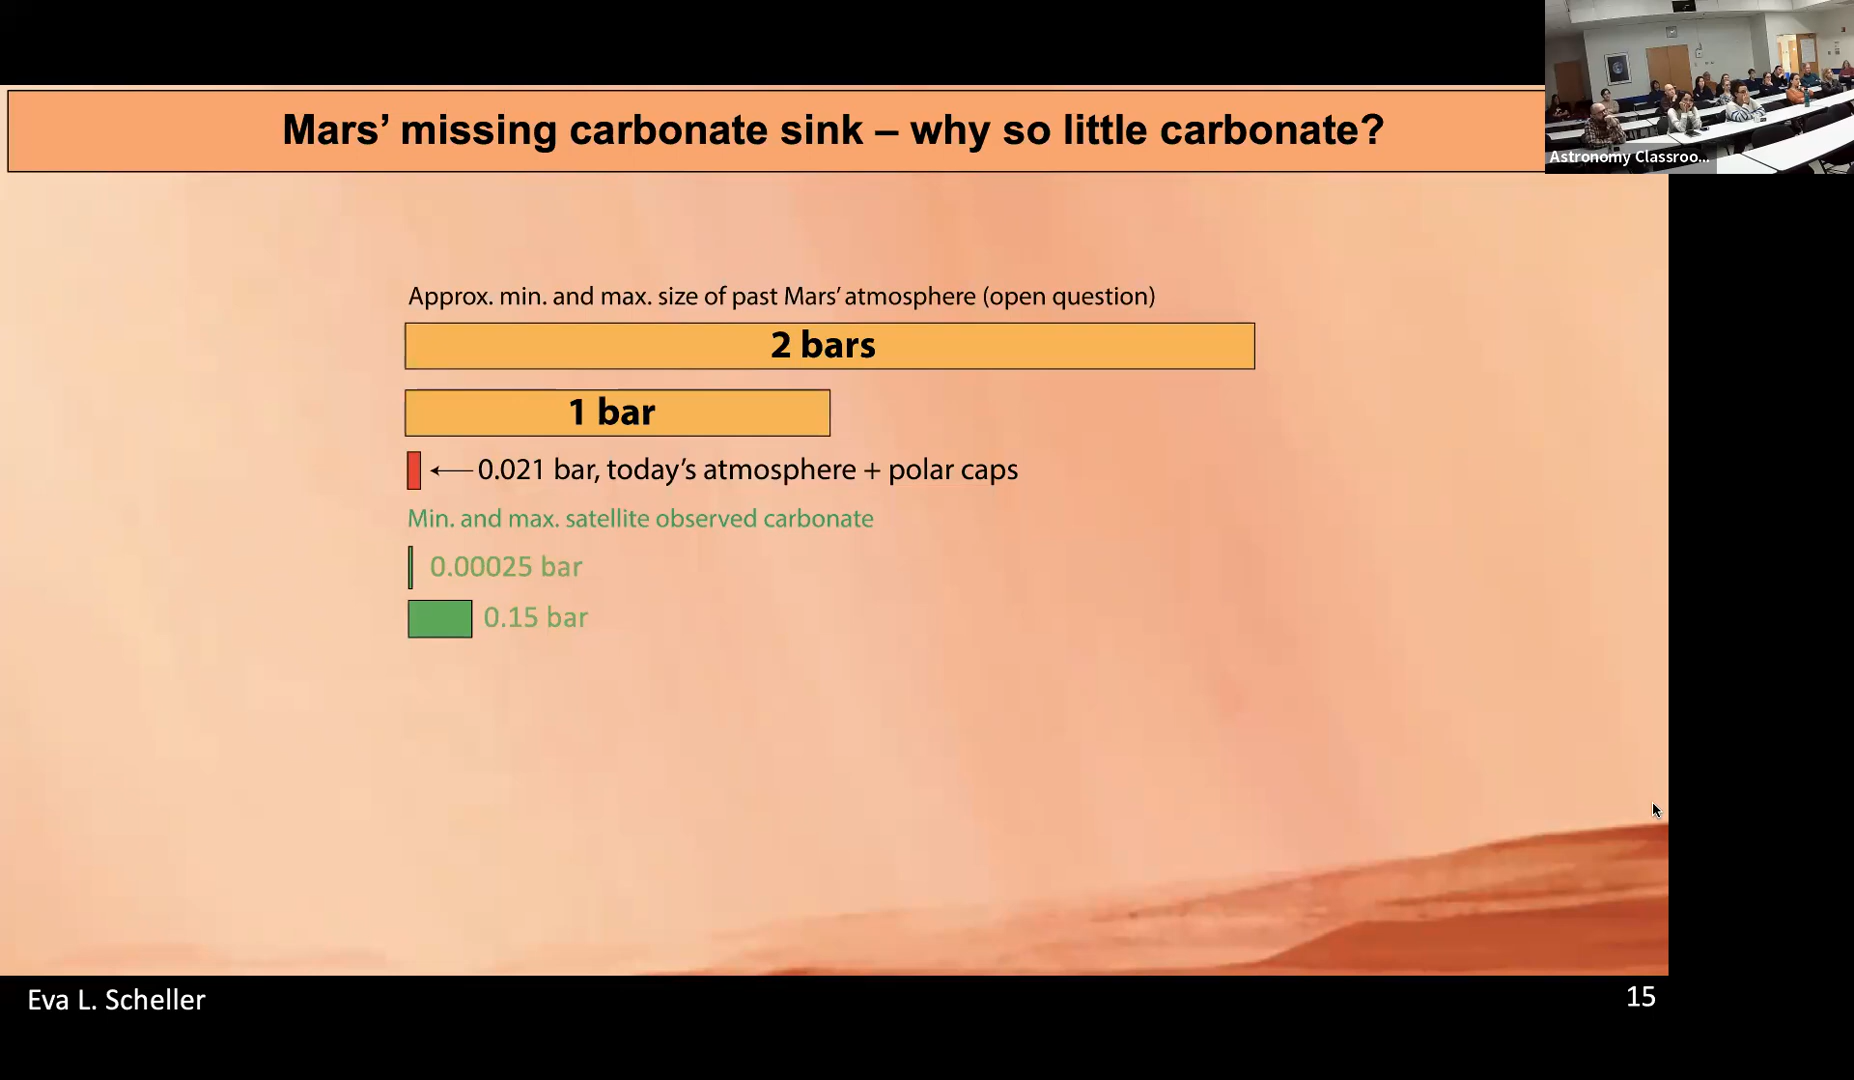 Mars’ missing carbonate sink – why so little carbonate?
Astronomy Classroo...
Approx. min. and max. size of past Mars’ atmosphere (open question)
2 bars
1 bar
0.021 bar, today’s atmosphere + polar caps
Min. and max. satellite observed carbonate
0.00025 bar
0.15 bar
Eva L. Scheller
15